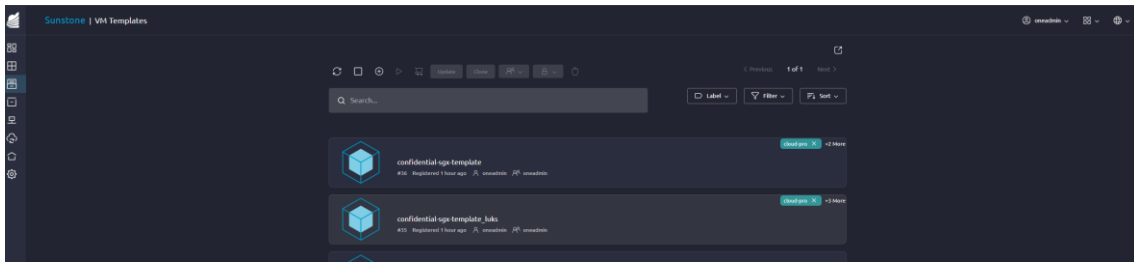 Sunstone | VM Templates
oneadmin
Update
Clone
< Previous 1 of 1 Next >
Search...
Label
Filter
Sort
cloud-pro X +2 More
confidential-sgx-template
#36 Registered 1 hour ago oneadmin oneadmin
cloud-pro X +3 More
confidential-sgx-template_luks
#35 Registered 1 hour ago oneadmin oneadmin